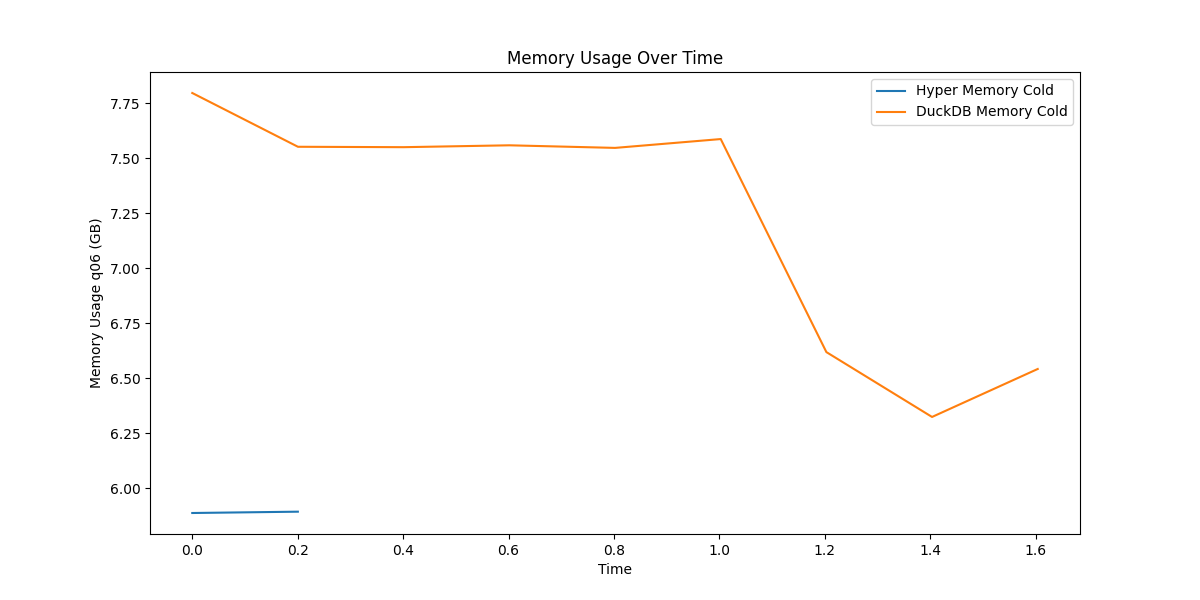 Memory Usage Over Time
Hyper Memory Cold
DuckDB Memory Cold
Memory Usage q06 (GB)
7.75
7.50
7.25
7.00
6.75
6.50
6.25
6.00
0.0 0.2 0.4 0.6 0.8 1.0 1.2 1.4 1.6
Time